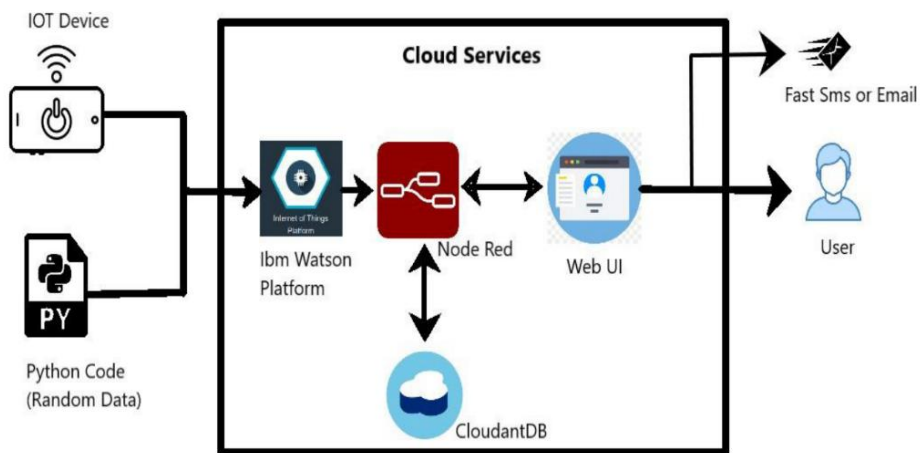 IOT Device
Cloud Services
Fast Sms or Email
Internet of Things
Platform
Ibm Watson
Platform
Node Red
Web UI
User
PY
Python Code
(Random Data)
CloudantDB